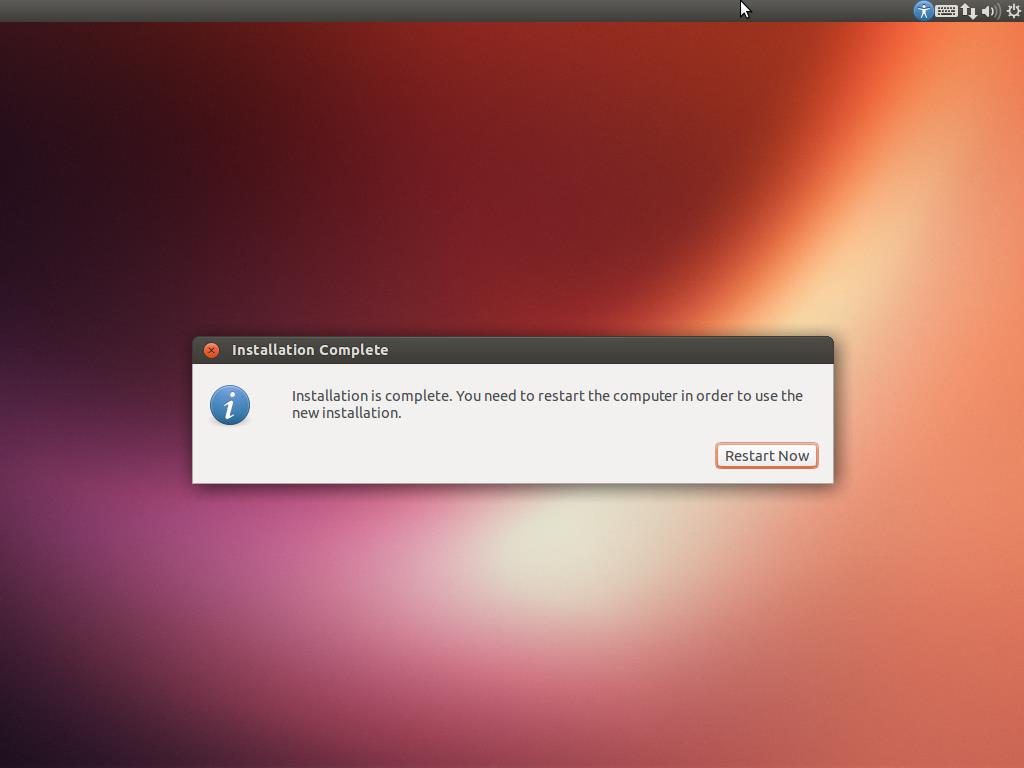 Installation Complete
Installation is complete. You need to restart the computer in order to use the
new installation.
Restart Now